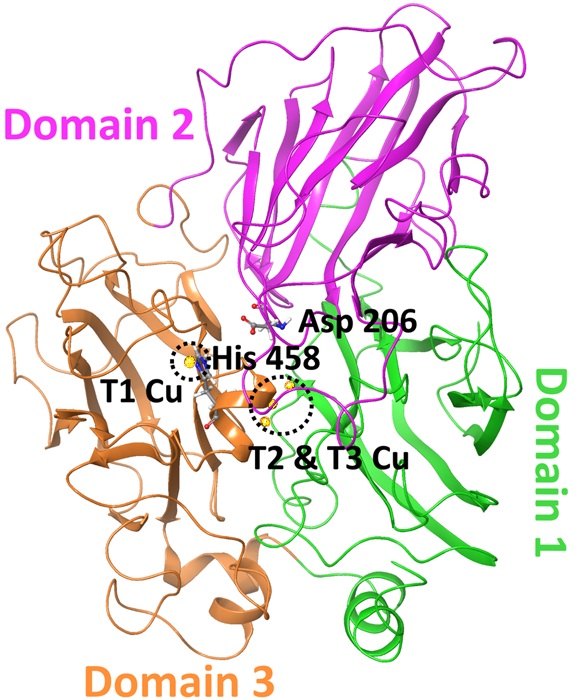 Domain 2
Asp 206
His 458
T1 Cu
T2 & T3 Cu
Domain 1
Domain 3